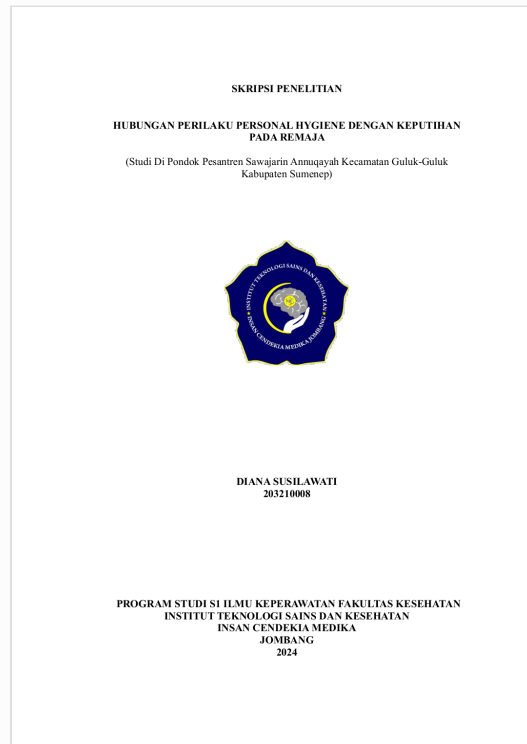 SKRIPSI PENELITIAN
HUBUNGAN PERILAKU PERSONAL HYGIENE DENGAN KEPUTIHAN
PADA REMAJA
(Studi Di Pondok Pesantren Sawajarin Annuqayah Kecamatan Guluk-Guluk
Kabupaten Sumenep)
INSTITUT TEKNOLOGI SAINS DAN KESEHATAN
INSAN CENDEKIA MEDIKA JOMBANG
DIANA SUSILAWATI
203210008
PROGRAM STUDI S1 ILMU KEPERAWATAN FAKULTAS KESEHATAN
INSTITUT TEKNOLOGI SAINS DAN KESEHATAN
INSAN CENDEKIA MEDIKA
JOMBANG
2024